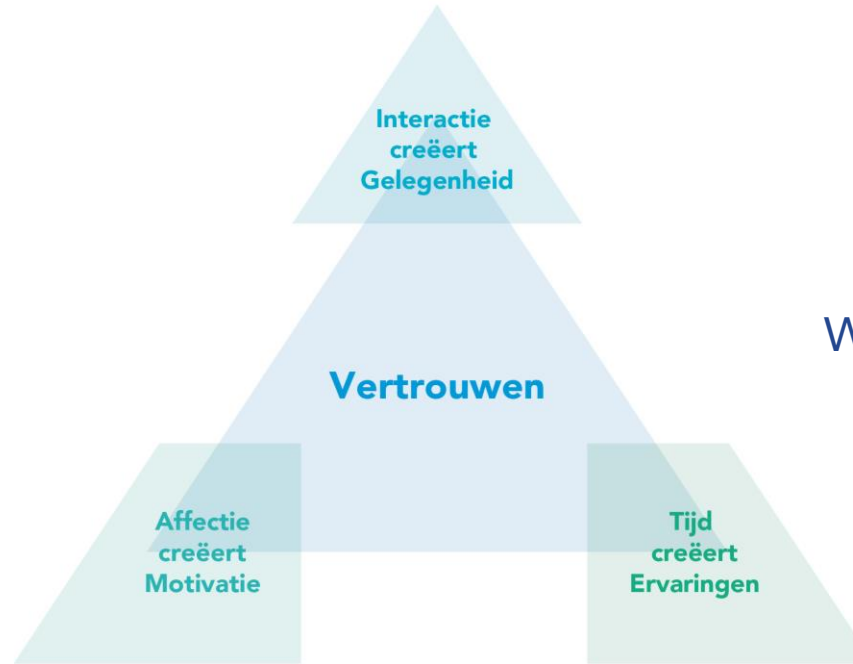 Interactie
creëert
Gelegenheid
Vertrouwen
Affectie
creëert
Motivatie
Tijd
creëert
Ervaringen